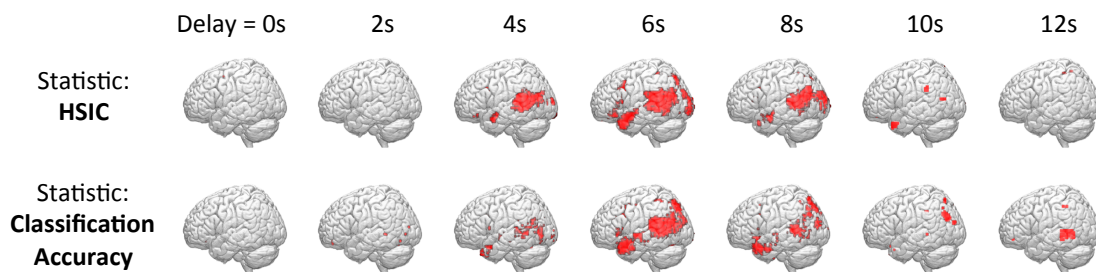 Delay = 0s 2s 4s 6s 8s 10s 12s
Statistic:
HSIC
Statistic:
Classification
Accuracy